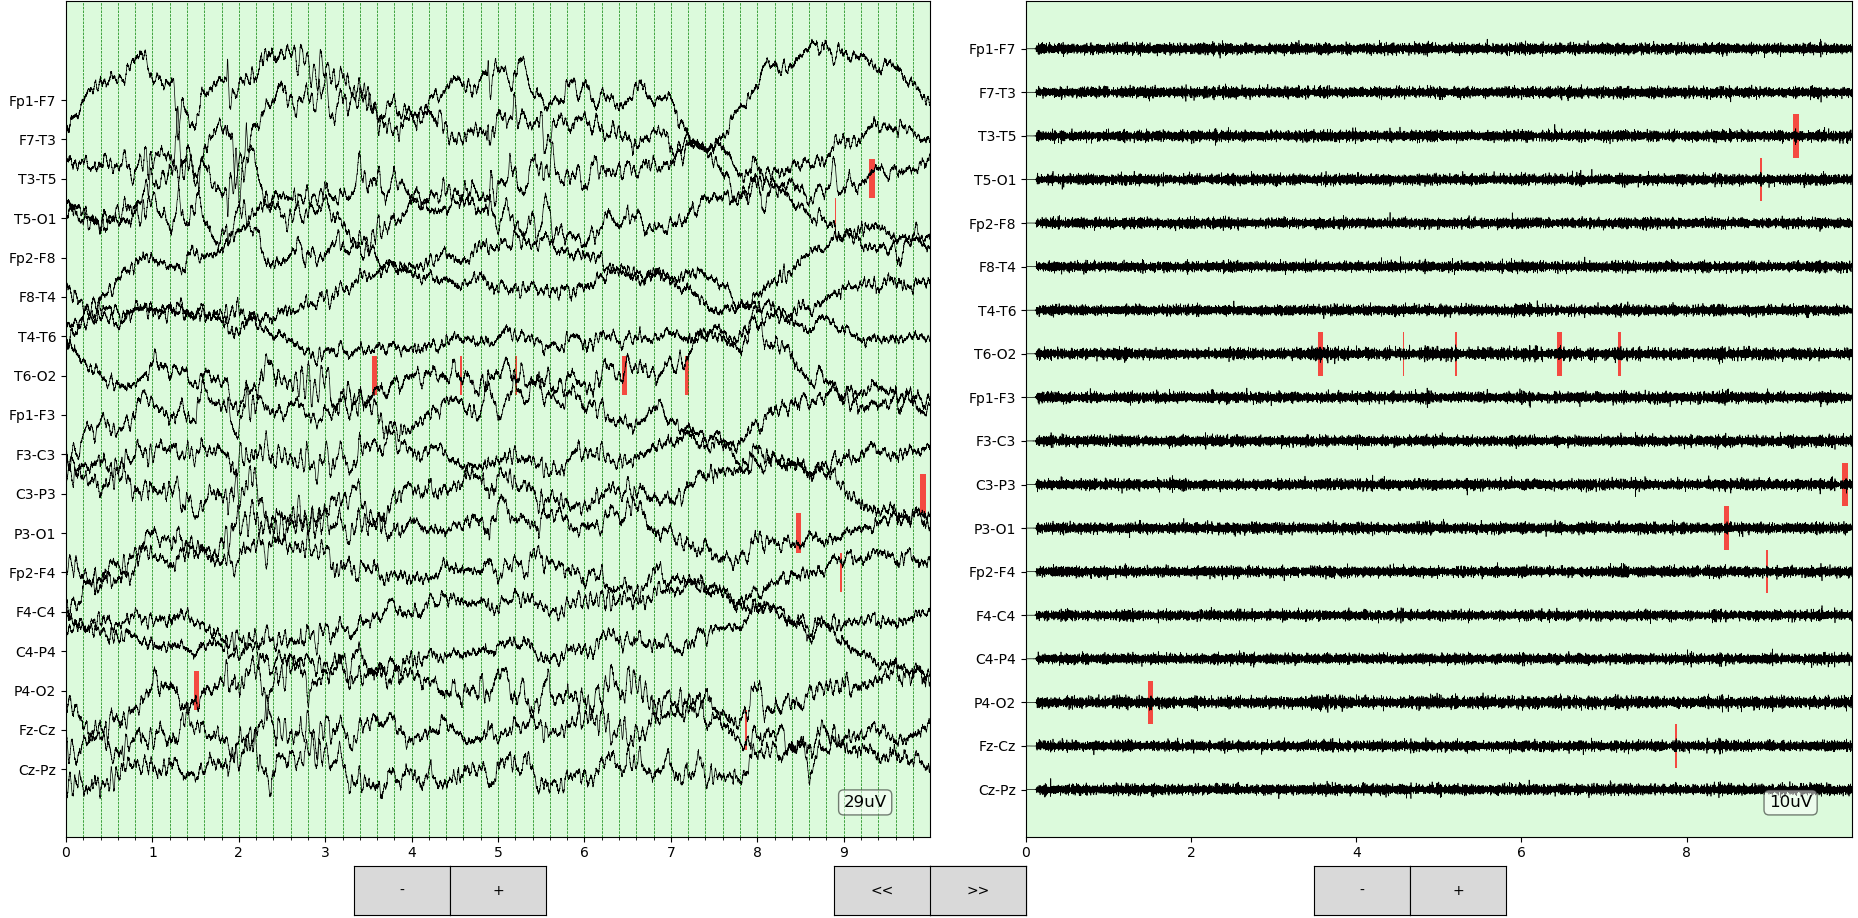 Fp1-F7
F7-T3
T3-T5
T5-O1
Fp2-F8
F8-T4
T4-T6
T6-O2
Fp1-F3
F3-C3
C3-P3
P3-O1
Fp2-F4
F4-C4
C4-P4
P4-O2
Fz-Cz
Cz-Pz
29uV
0 1 2 3 4 5 6 7 8 9
Fp1-F7
F7-T3
T3-T5
T5-O1
Fp2-F8
F8-T4
T4-T6
T6-O2
Fp1-F3
F3-C3
C3-P3
P3-O1
Fp2-F4
F4-C4
C4-P4
P4-O2
Fz-Cz
Cz-Pz
10uV
0 2 4 6 8
- + << >> - +